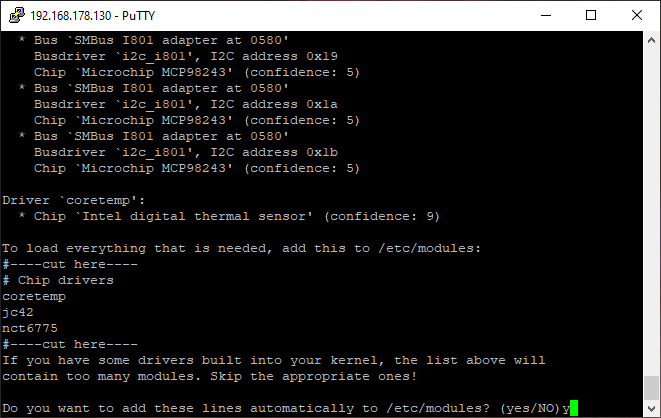 192.168.178.130 - PuTTY
* Bus `SMBus I801 adapter at 0580'
Busdriver `i2c_i801', I2C address 0x19
Chip `Microchip MCP98243' (confidence: 5)
* Bus `SMBus I801 adapter at 0580'
Busdriver `i2c_i801', I2C address 0x1a
Chip `Microchip MCP98243' (confidence: 5)
* Bus `SMBus I801 adapter at 0580'
Busdriver `i2c_i801', I2C address 0x1b
Chip `Microchip MCP98243' (confidence: 5)
Driver `coretemp':
* Chip `Intel digital thermal sensor' (confidence: 9)
To load everything that is needed, add this to /etc/modules:
#----cut here----
# Chip drivers
coretemp
jc42
nct6775
#----cut here----
If you have some drivers built into your kernel, the list above will
contain too many modules. Skip the appropriate ones!
Do you want to add these lines automatically to /etc/modules? (yes/NO)y